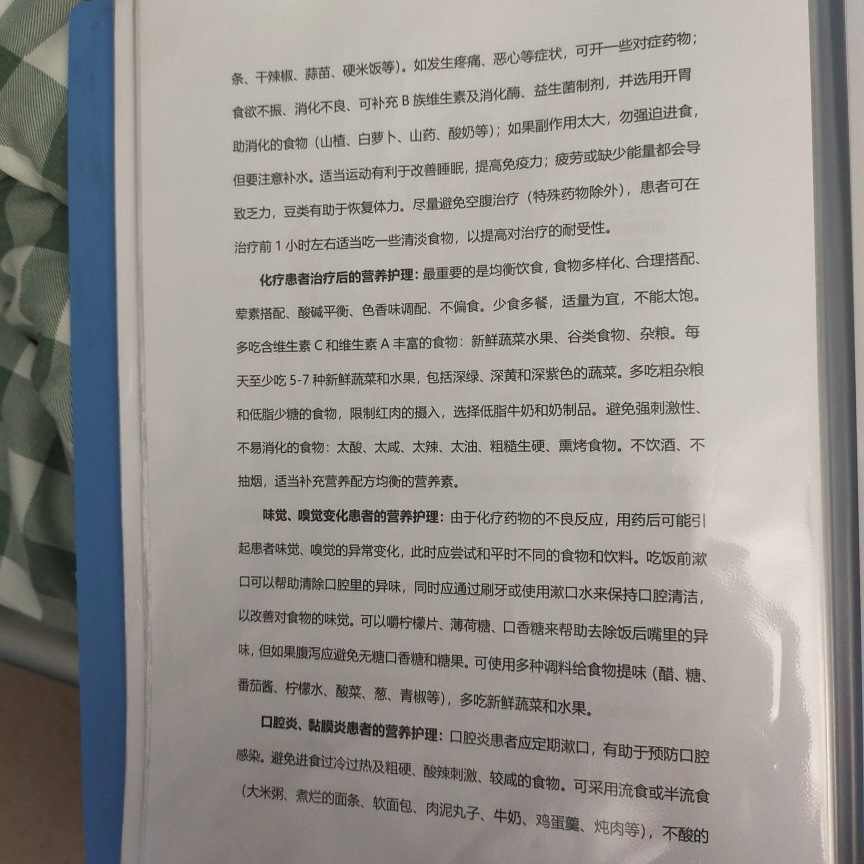 条、干辣椒、蒜苗、硬米饭等）。如发生疼痛、恶心等症状，可开一些对症药物；
食欲不振、消化不良、可补充 B 族维生素及消化酶、益生菌制剂，并选用开胃
助消化的食物（山楂、白萝卜、山药、酸奶等）；如果副作用太大，勿强迫进食，
但要注意补水。适当运动有利于改善睡眠，提高免疫力；疲劳或缺少能量都会导
致乏力，豆类有助于恢复体力。尽量避免空腹治疗（特殊药物除外），患者可在
治疗前 1 小时左右适当吃一些清淡食物，以提高对治疗的耐受性。
化疗患者治疗后的营养护理：最重要的是均衡饮食，食物多样化、合理搭配、
荤素搭配、酸碱平衡、色香味调配、不偏食。少食多餐，适量为宜，不能太饱。
多吃含维生素 C 和维生素 A 丰富的食物：新鲜蔬菜水果、谷类食物、杂粮。每
天至少吃 5-7 种新鲜蔬菜和水果，包括深绿、深黄和深紫色的蔬菜。多吃粗杂粮
和低脂少糖的食物，限制红肉的摄入，选择低脂牛奶和奶制品。避免强刺激性、
不易消化的食物：太酸、太咸、太辣、太油、粗糙生硬、熏烤食物。不饮酒、不
抽烟，适当补充营养配方均衡的营养素。
味觉、嗅觉变化患者的营养护理：由于化疗药物的不良反应，用药后可能引
起患者味觉、嗅觉的异常变化，此时应尝试和平时不同的食物和饮料。吃饭前漱
口可以帮助清除口腔里的异味，同时应通过刷牙或使用漱口水来保持口腔清洁，
以改善对食物的味觉。可以嚼柠檬片、薄荷糖、口香糖来帮助去除饭后嘴里的异
味，但如果腹泻应避免无糖口香糖和糖果。可使用多种调料给食物提味（醋、糖、
番茄酱、柠檬水、酸菜、葱、青椒等），多吃新鲜蔬菜和水果。
口腔炎、黏膜炎患者的营养护理：口腔炎患者应定期漱口，有助于预防口腔
感染。避免进食过冷过热及粗硬、酸辣刺激、较咸的食物。可采用流食或半流食
（大米粥、煮烂的面条、软面包、肉泥丸子、牛奶、鸡蛋羹、炖肉等），不酸的